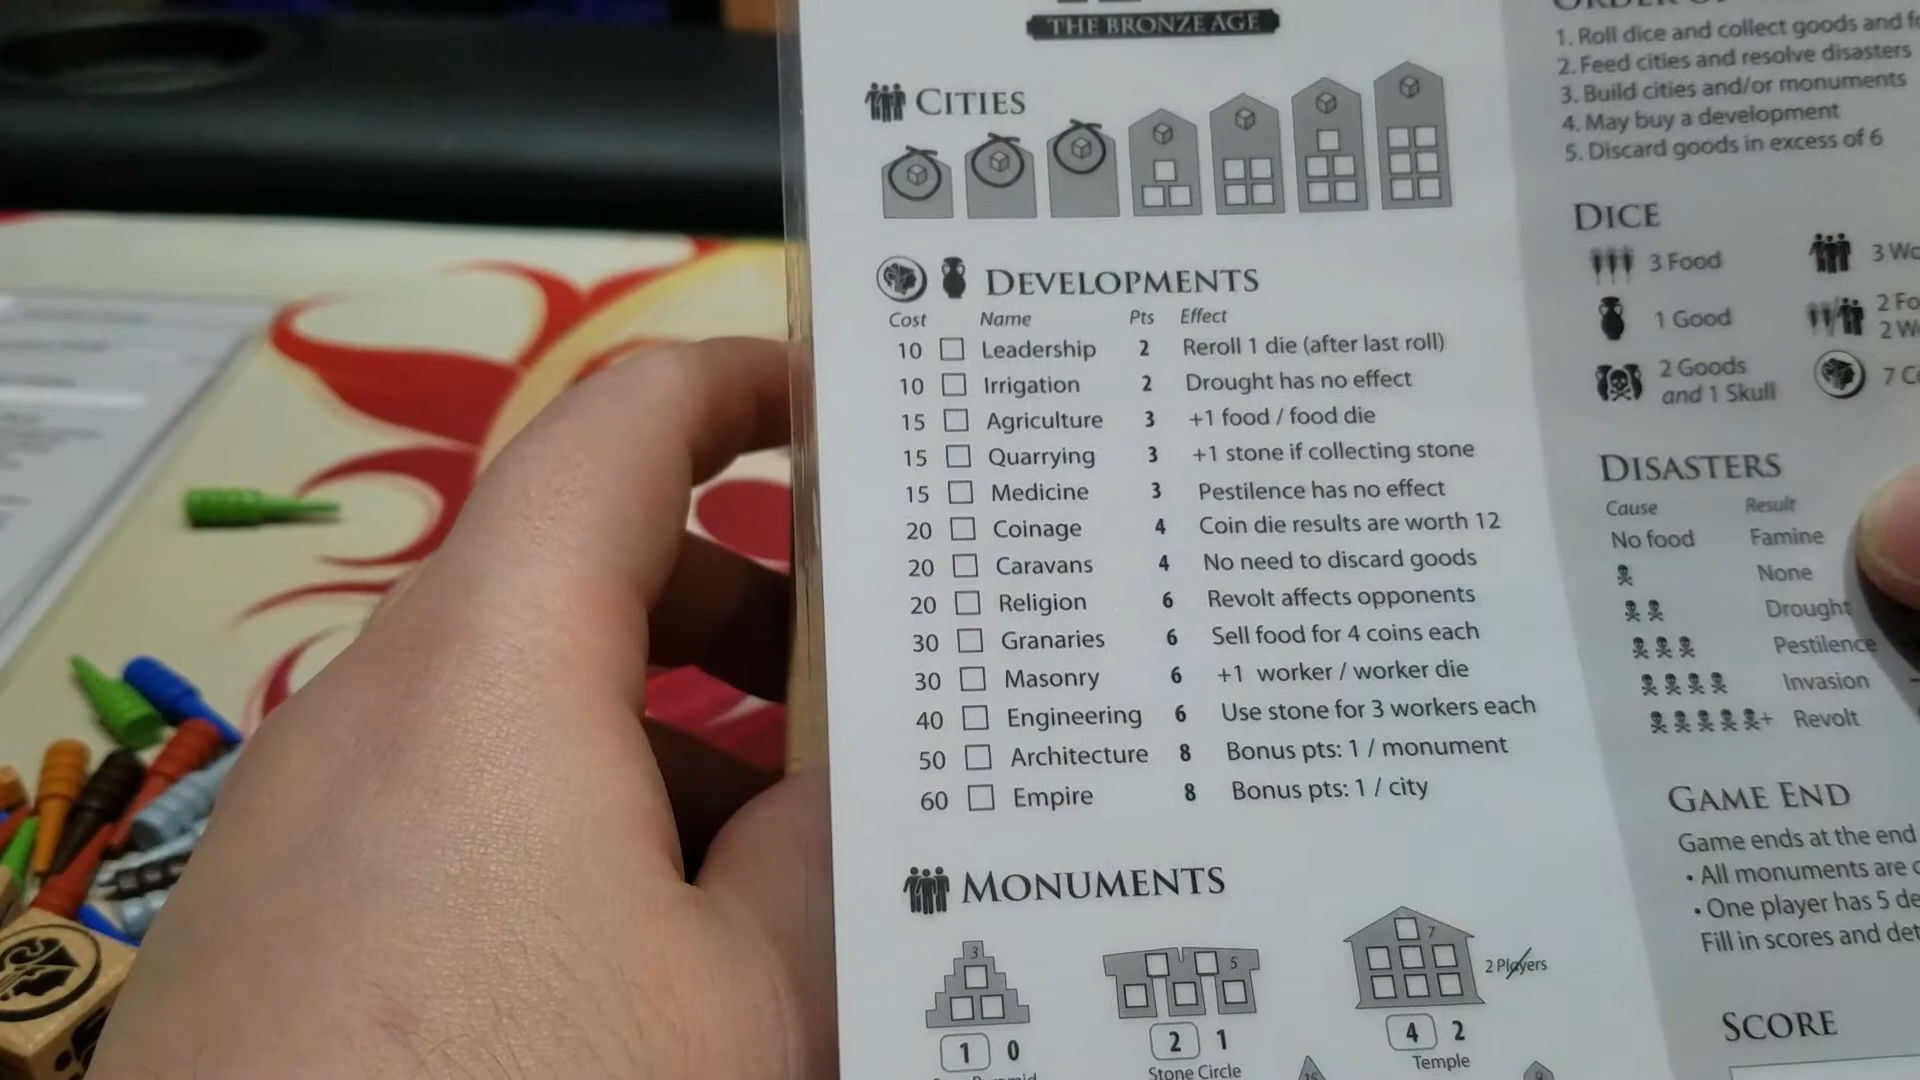 THE BRONZE AGE
CITIES
DEVELOPMENTS
Cost Name Pts Effect
10 Leadership 2 Reroll 1 die (after last roll)
10 Irrigation 2 Drought has no effect
15 Agriculture 3 +1 food / food die
15 Quarrying 3 +1 stone if collecting stone
15 Medicine 3 Pestilence has no effect
20 Coinage 4 Coin die results are worth 12
20 Caravans 4 No need to discard goods
20 Religion 6 Revolt affects opponents
30 Granaries 6 Sell food for 4 coins each
30 Masonry 6 +1 worker / worker die
40 Engineering 6 Use stone for 3 workers each
50 Architecture 8 Bonus pts: 1 / monument
60 Empire 8 Bonus pts: 1 / city
MONUMENTS
3 5 7
2 Players
1 0 2 1 4 2
Stone Circle Temple
1. Roll dice and collect goods and
2. Feed cities and resolve disasters
3. Build cities and/or monuments
4. May buy a development
5. Discard goods in excess of 6
DICE
3 Food 3
1 Good 2
2
2 Goods
and 1 Skull 7
DISASTERS
Cause Result
No food Famine
None
Drought
Pestilence
Invasion
+ Revolt
GAME END
Game ends at the end
• All monuments are
• One player has 5
Fill in scores and
SCORE